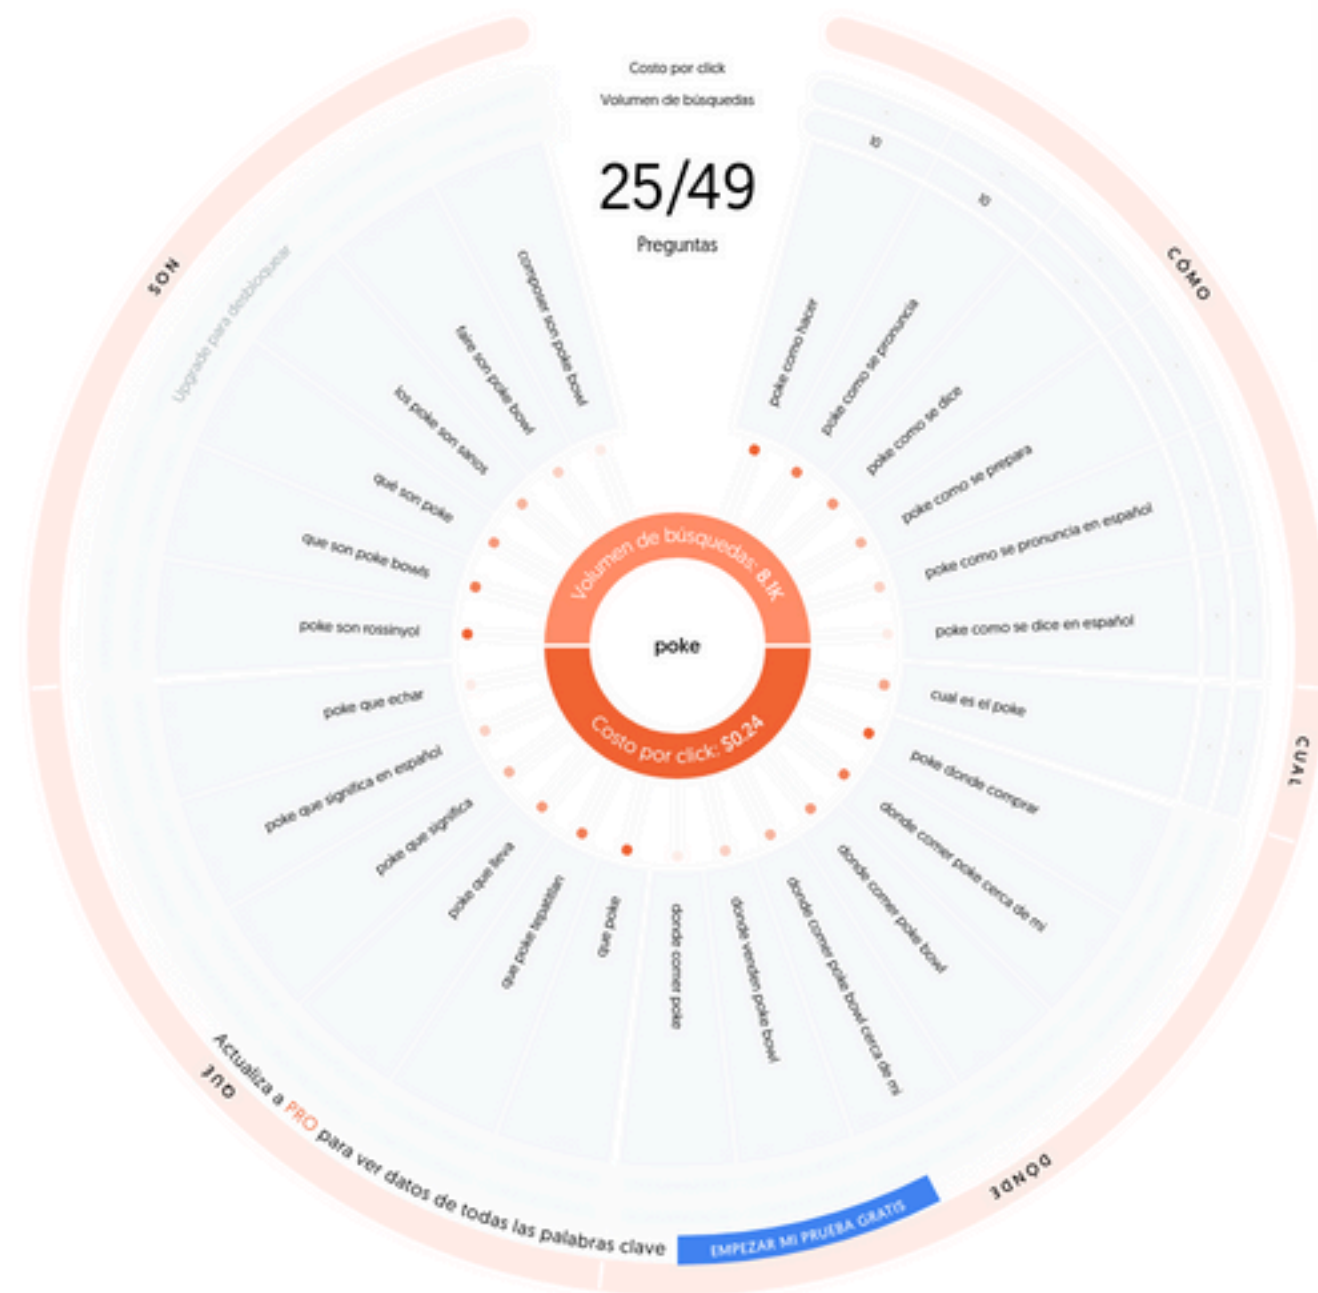 Costo por click
Volumen de búsquedas
25/49
Preguntas
CÓMO
10
10
poke como hacer
poke como se pronuncia
poke como se dice
poke como se prepara
poke como se pronuncia en español
poke como se dice en español
CUAL
cual es el poke
DÓNDE
poke donde comprar
donde comer poke cerca de mi
donde comer poke bowl
donde comer poke bowl cerca de mi
donde venden poke bowl
donde comer poke
QUÉ
que poke
que poke tepatitlan
poke que lleva
poke que significa
poke que significa en español
poke que echar
SON
poke son rossinyol
que son poke bowls
qué son poke
los poke son sanos
faire son poke bowl
composer son poke bowl
Upgrade para desbloquear
Volumen de búsquedas: 8.1K
poke
Costo por click: $0.24
Actualiza a PRO para ver datos de todas las palabras clave
EMPEZAR MI PRUEBA GRATIS